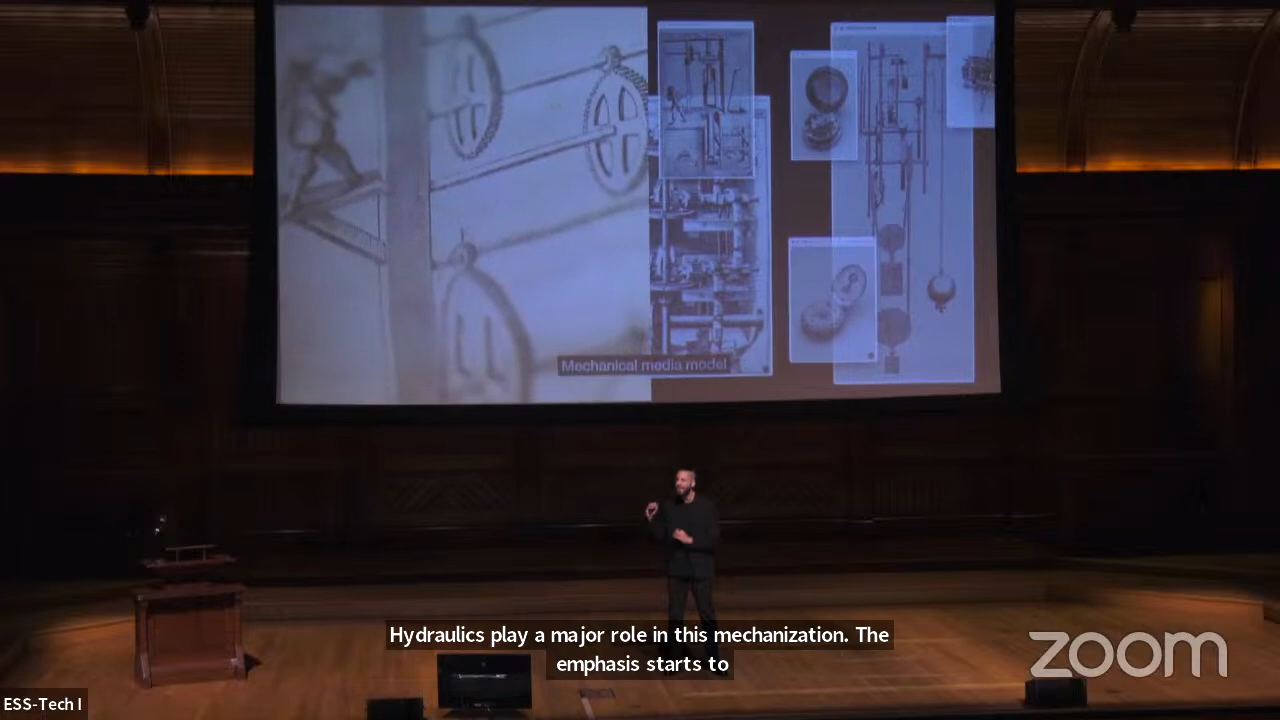 Mechanical media model
Hydraulics play a major role in this mechanization. The
emphasis starts to
zoom
ESS-Tech I